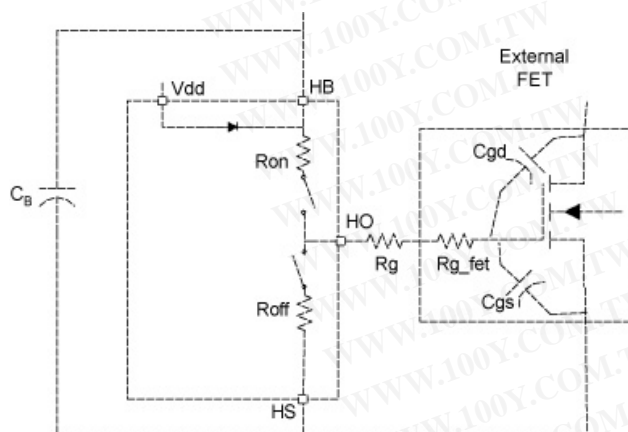 External
FET
Vdd
HB
Cgd
Ron
CB
HO
Rg
Rg_fet
Cgs
Roff
HS
WWW.100Y.COM.TW